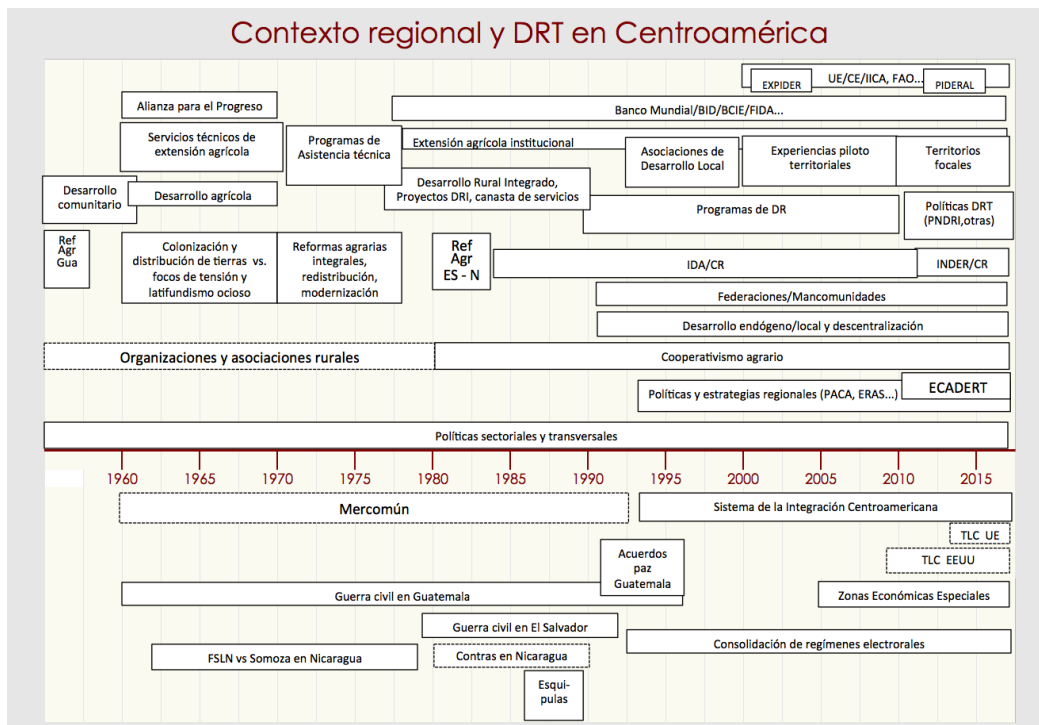 Contexto regional y DRT en Centroamérica
UE/CE/IICA, FAO...
EXPIDER
PIDERAL
Alianza para el Progreso
Banco Mundial/BID/BCIE/FIDA...
Servicios técnicos de
extensión agrícola
Programas de
Asistencia técnica
Extensión agrícola institucional
Asociaciones de
Desarrollo Local
Experiencias piloto
territoriales
Territorios
focales
Desarrollo
comunitario
Desarrollo agrícola
Desarrollo Rural Integrado,
Proyectos DRI, canasta de servicios
Programas de DR
Políticas DRT
(PNDRI,otras)
Ref
Agr
Gua
Colonización y
distribución de tierras vs.
focos de tensión y
latifundismo ocioso
Reformas agrarias
integrales,
redistribución,
modernización
Ref
Agr
ES - N
IDA/CR
INDER/CR
Federaciones/Mancomunidades
Desarrollo endógeno/local y descentralización
Organizaciones y asociaciones rurales
Cooperativismo agrario
Políticas y estrategias regionales (PACA, ERAS...)
ECADERT
Políticas sectoriales y transversales
1960 1965 1970 1975 1980 1985 1990 1995 2000 2005 2010 2015
Mercomún
Sistema de la Integración Centroamericana
TLC UE
Acuerdos
paz
Guatemala
TLC EEUU
Guerra civil en Guatemala
Zonas Económicas Especiales
Guerra civil en El Salvador
Consolidación de regímenes electrorales
FSLN vs Somoza en Nicaragua
Contras en Nicaragua
Esqui-
pulas